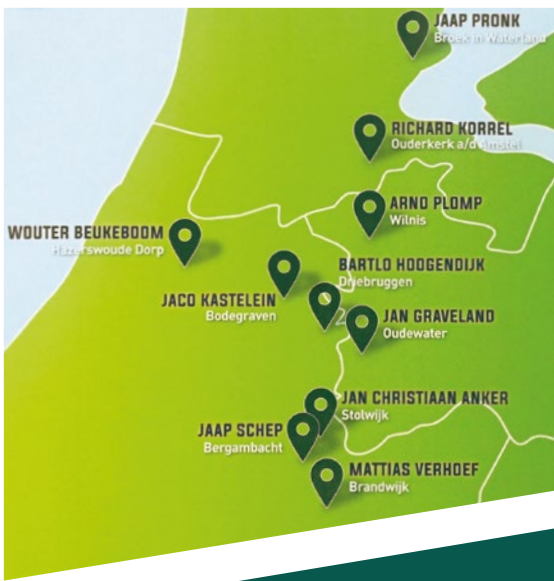 JAAP PRONK
Broek in Waterland
RICHARD KORREL
Ouderkerk a/d Amstel
ARNO PLOMP
Wilnis
WOUTER BEUKEBOOM
Hazerswoude Dorp
BARTLO HOOGENDIJK
Driebruggen
JACO KASTELEIN
Bodegraven
2
JAN GRAVELAND
Oudewater
JAN CHRISTIAAN ANKER
Stolwijk
JAAP SCHEP
Bergambacht
MATTIAS VERHOEF
Brandwijk